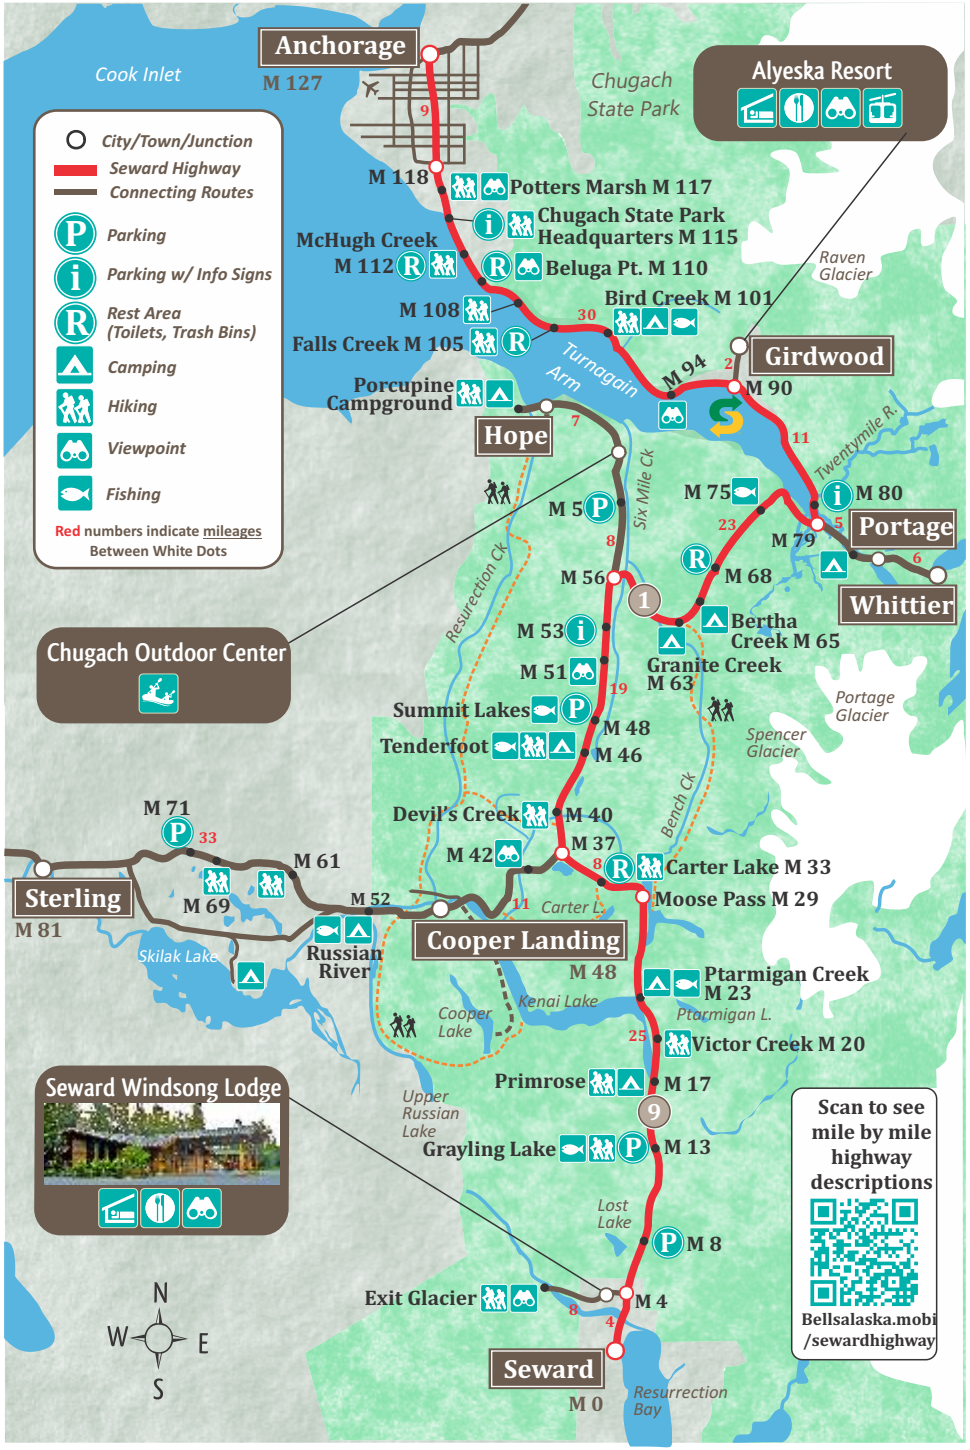 Anchorage
M 127
Cook Inlet
Chugach
State Park
Alyeska Resort
City/Town/Junction
Seward Highway
Connecting Routes
P
Parking
i
Parking w/ Info Signs
R
Rest Area
(Toilets, Trash Bins)
Camping
Hiking
Viewpoint
Fishing
Red numbers indicate mileages
Between White Dots
9
M 118
Potters Marsh M 117
i
Chugach State Park
Headquarters M 115
McHugh Creek
M 112
R
R
Beluga Pt. M 110
Raven
Glacier
M 108
30
Bird Creek M 101
Falls Creek M 105
R
Turnagain
Arm
M 94
2
Girdwood
M 90
Porcupine
Campground
Hope
7
11
Twentymile R.
Six Mile Ck
M 5
P
8
M 75
i
M 80
23
M 79
5
Portage
6
Whittier
R
M 68
Resurection Ck
M 56
1
Bertha
Creek M 65
Granite Creek
M 63
M 53
i
M 51
19
Chugach Outdoor Center
Summit Lakes
P
M 48
Tenderfoot
M 46
Portage
Glacier
Spencer
Glacier
Bench Ck
Devil's Creek
M 40
M 37
M 42
8
R
Carter Lake M 33
Moose Pass M 29
M 71
P
33
M 61
M 69
M 52
Sterling
M 81
11
Carter L.
Cooper Landing
M 48
Skilak Lake
Russian
River
Kenai Lake
Cooper
Lake
Ptarmigan Creek
M 23
Ptarmigan L.
25
Victor Creek M 20
Primrose
M 17
9
Upper
Russian
Lake
Grayling Lake
P
M 13
Seward Windsong Lodge
Lost
Lake
P
M 8
Exit Glacier
8
M 4
4
Seward
M 0
Resurrection
Bay
N
W
E
S
Scan to see
mile by mile
highway
descriptions
Bellsalaska.mobi
/sewardhighway